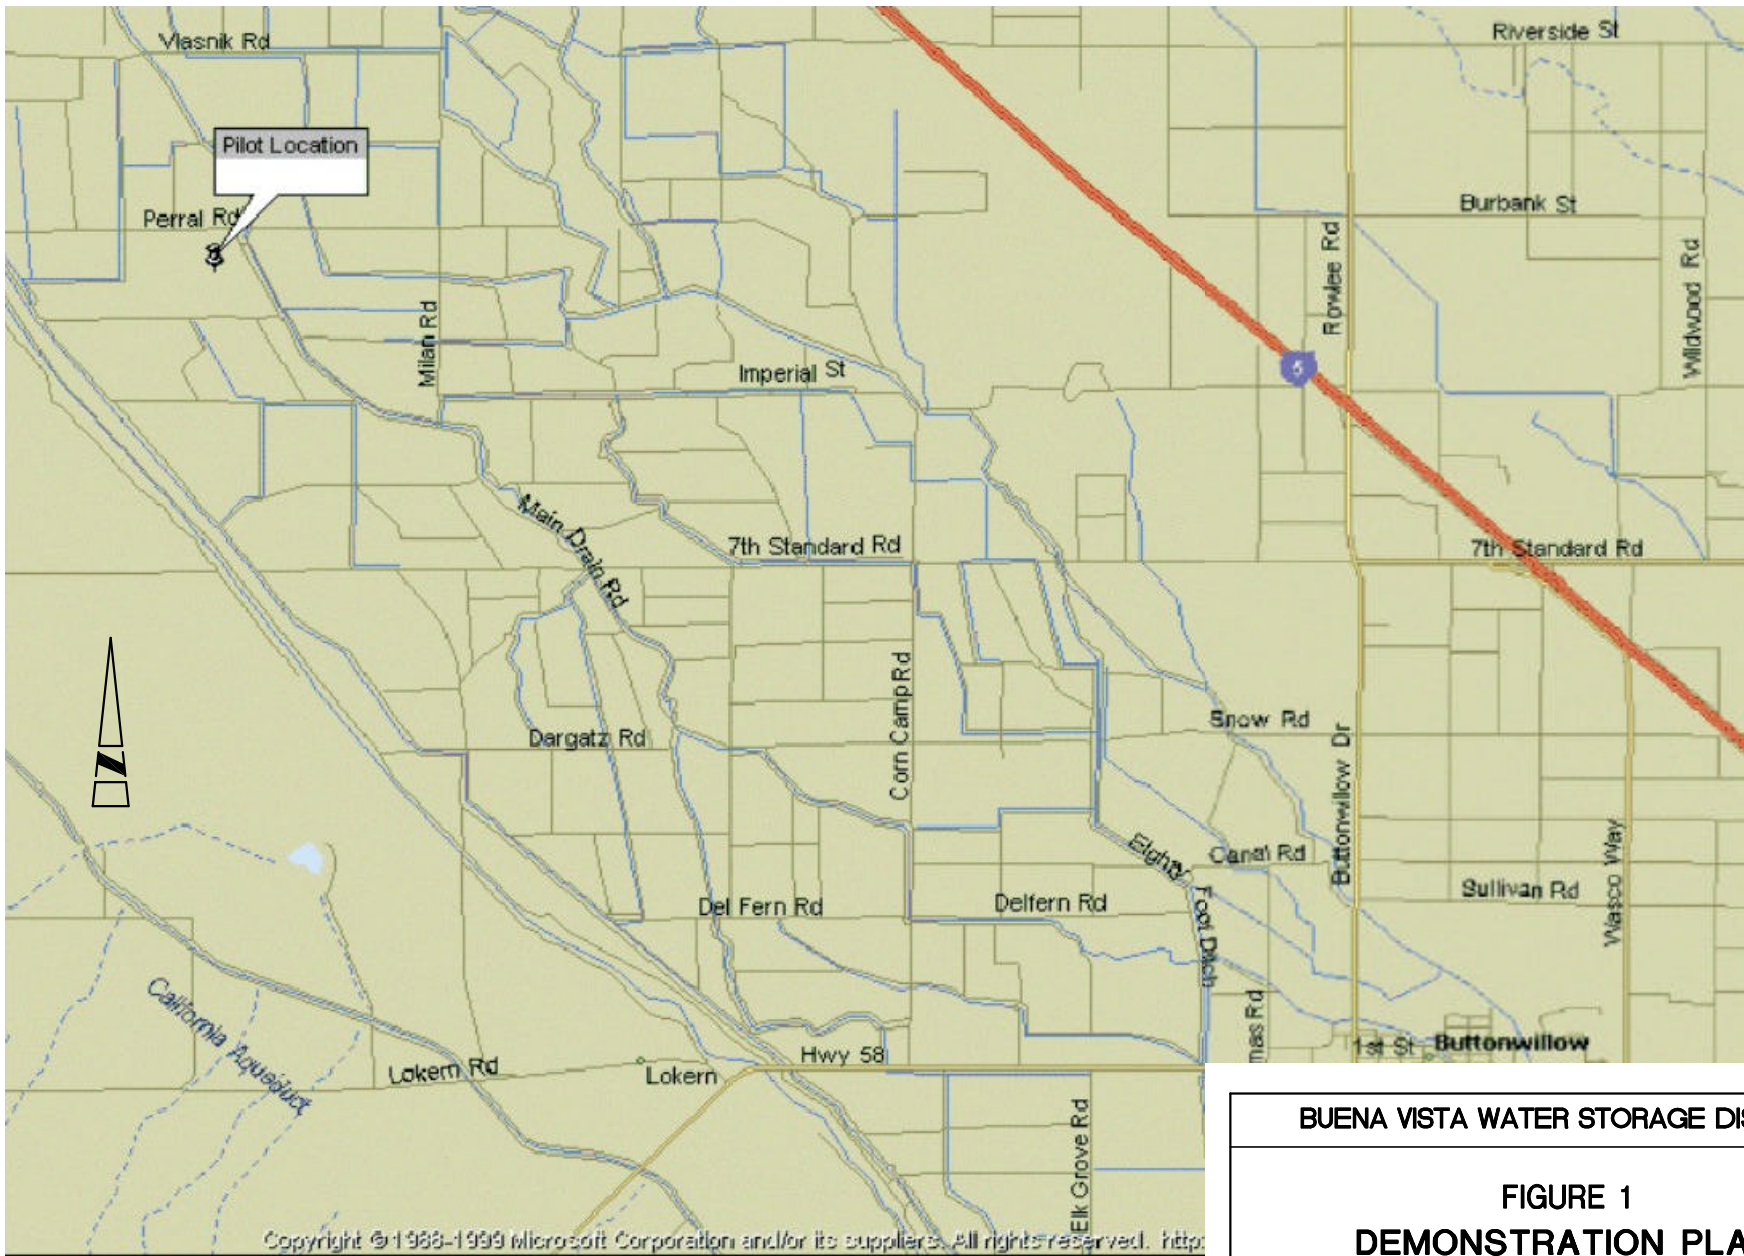 Vlasnik Rd
Riverside St
Pilot Location
Perral Rd
Burbank St
Rowlee Rd
Wildwood Rd
Milan Rd
Imperial St
5
Main Drain Rd
7th Standard Rd
7th Standard Rd
Corn Camp Rd
Snow Rd
Dargatz Rd
Buttonwillow Dr
N
Eighty Foot Ditch
Canal Rd
Wasco Way
Sullivan Rd
Del Fern Rd
Delfern Rd
California Aqueduct
mas Rd
1st St
Buttonwillow
Hwy 58
Lokern Rd
Lokern
Elk Grove Rd
BUENA VISTA WATER STORAGE DIS
FIGURE 1
DEMONSTRATION PLA
Copyright © 1988-1999 Microsoft Corporation and/or its suppliers. All rights reserved. http: